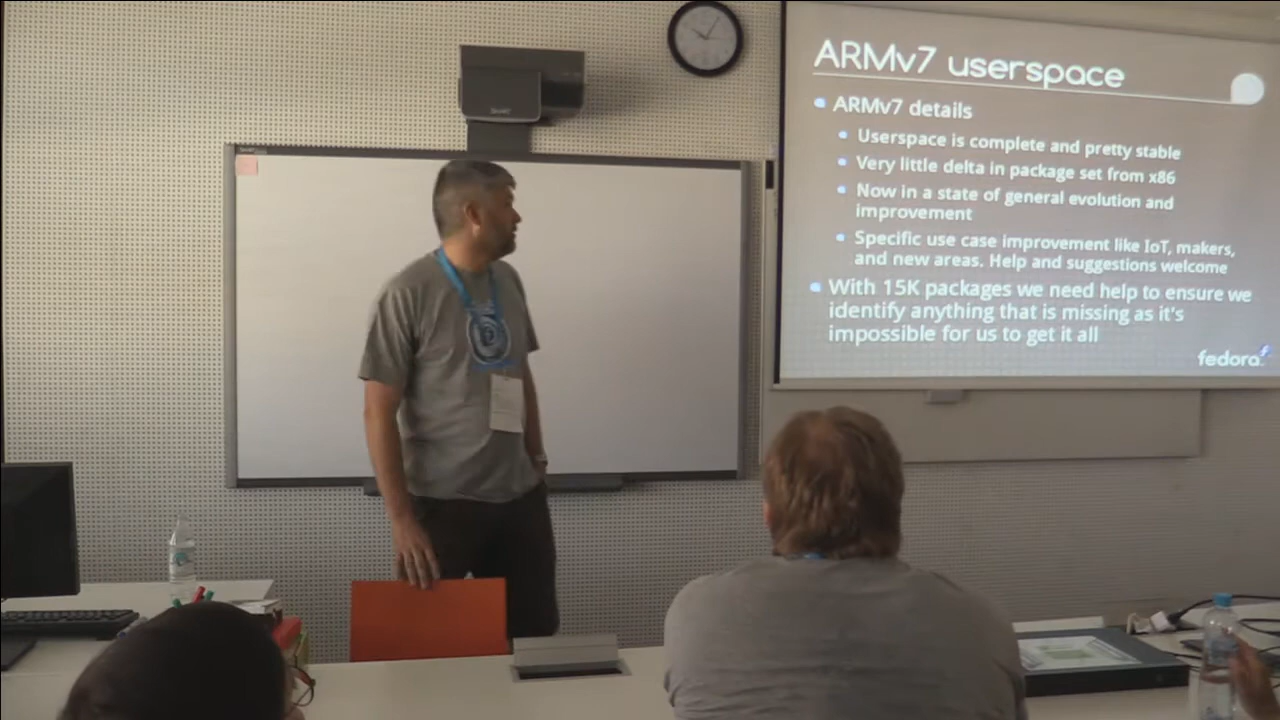 ARMv7 userspace
ARMv7 details
Userspace is complete and pretty stable
Very little delta in package set from x86
Now in a state of general evolution and
improvement
Specific use case improvement like IoT, makers,
and new areas. Help and suggestions welcome
With 15K packages we need help to ensure we
identify anything that is missing as it's
impossible for us to get it all
fedora